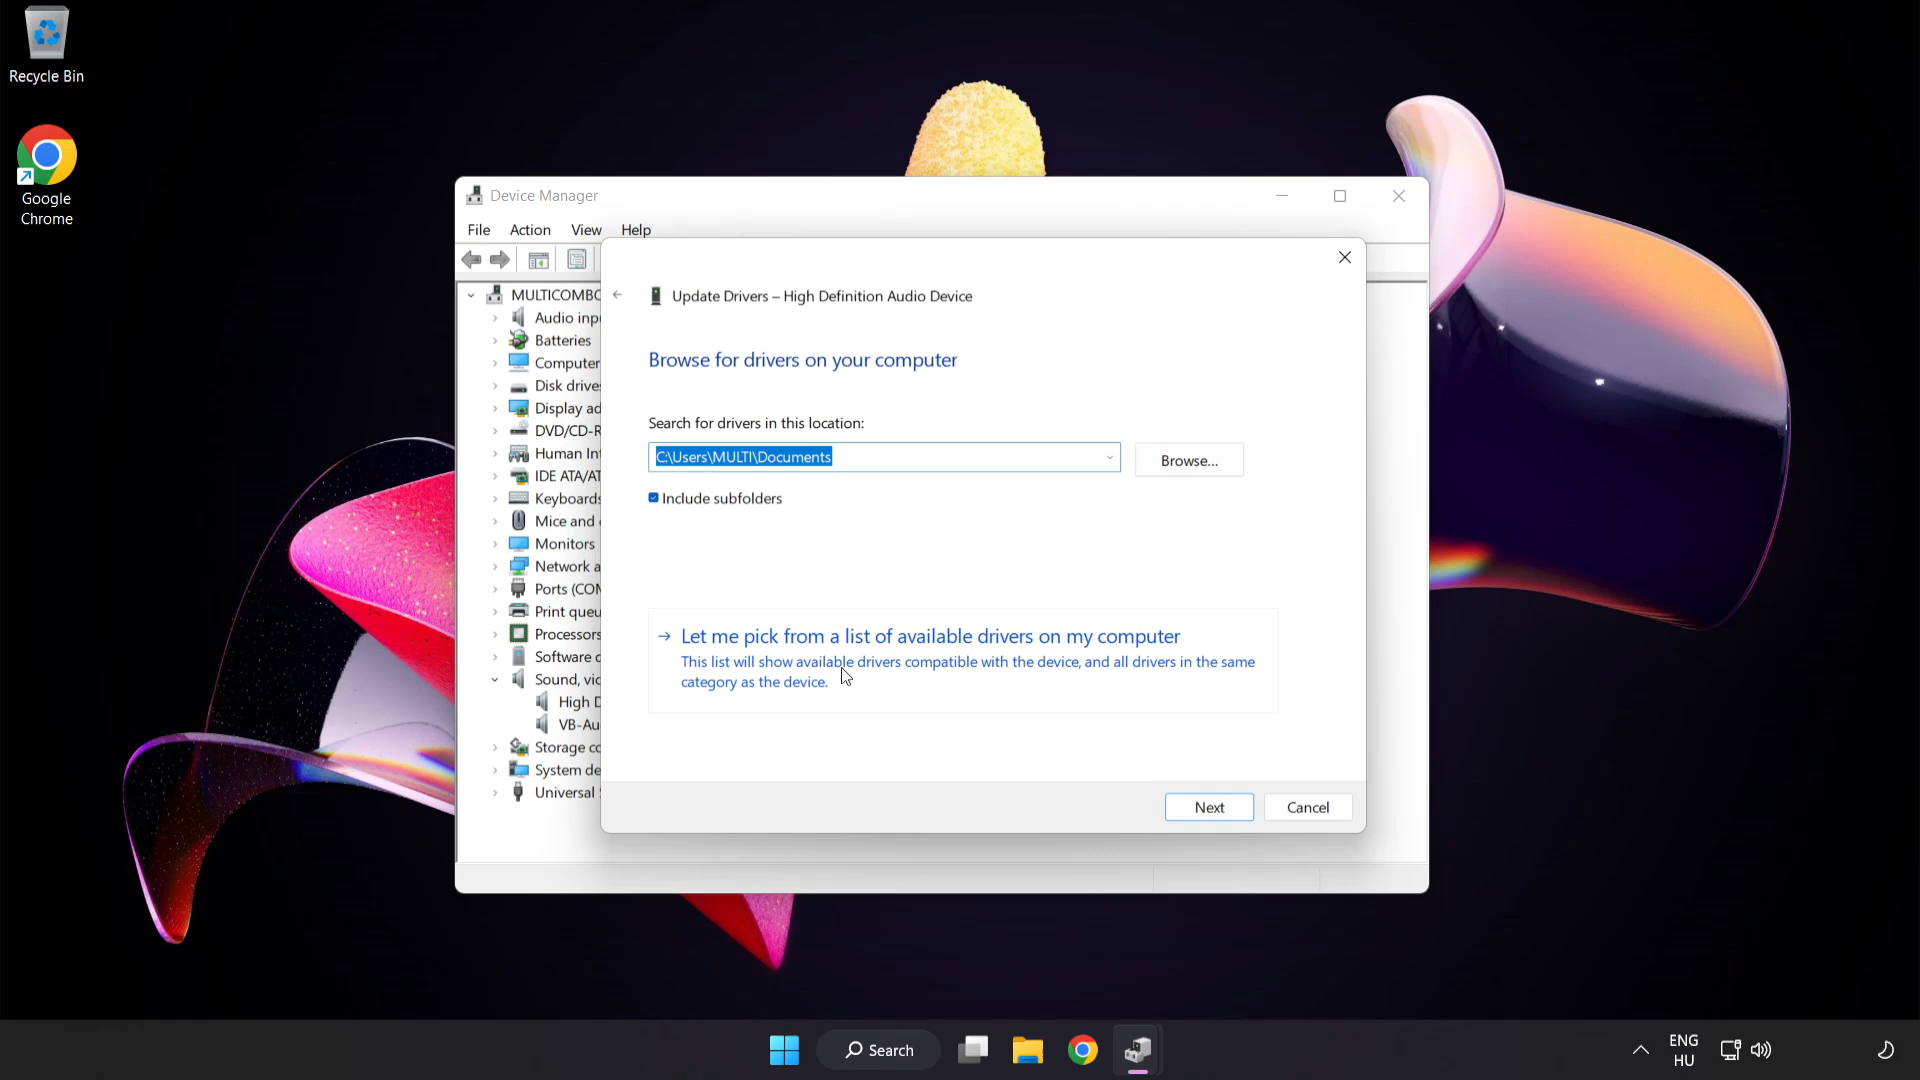 Recycle Bin
Google
Chrome
Device Manager
File Action View Help
MULTICOMBO
Audio inpu
Batteries
Computer
Disk drives
Display ad
DVD/CD-R
Human Int
IDE ATA/AT
Keyboards
Mice and
Monitors
Network a
Ports (COM
Print queu
Processors
Software d
Sound, vid
High D
VB-Au
Storage co
System de
Universal
Update Drivers – High Definition Audio Device
Browse for drivers on your computer
Search for drivers in this location:
C:\Users\MULTI\Documents
Browse...
Include subfolders
Let me pick from a list of available drivers on my computer
This list will show available drivers compatible with the device, and all drivers in the same
category as the device.
Next Cancel
Search
ENG
HU